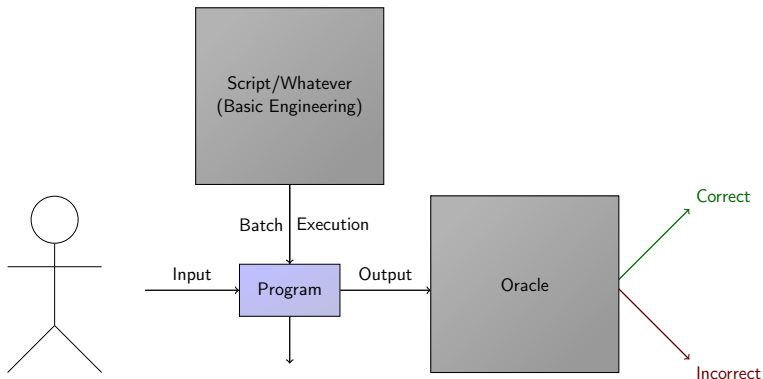 Script/Whatever
(Basic Engineering)
Batch Execution
Input
Program
Output
Oracle
Correct
Incorrect